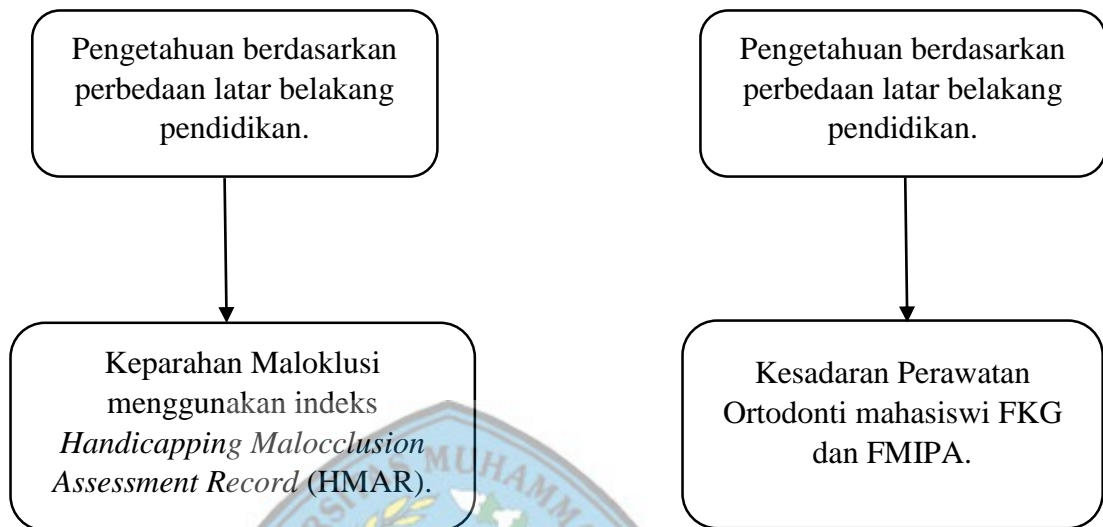 Pengetahuan berdasarkan
perbedaan latar belakang
pendidikan.
Pengetahuan berdasarkan
perbedaan latar belakang
pendidikan.
Keparahan Maloklusi
menggunakan indeks
Handicapping Malocclusion
Assessment Record (HMAR).
Kesadaran Perawatan
Ortodonti mahasiswi FKG
dan FMIPA.